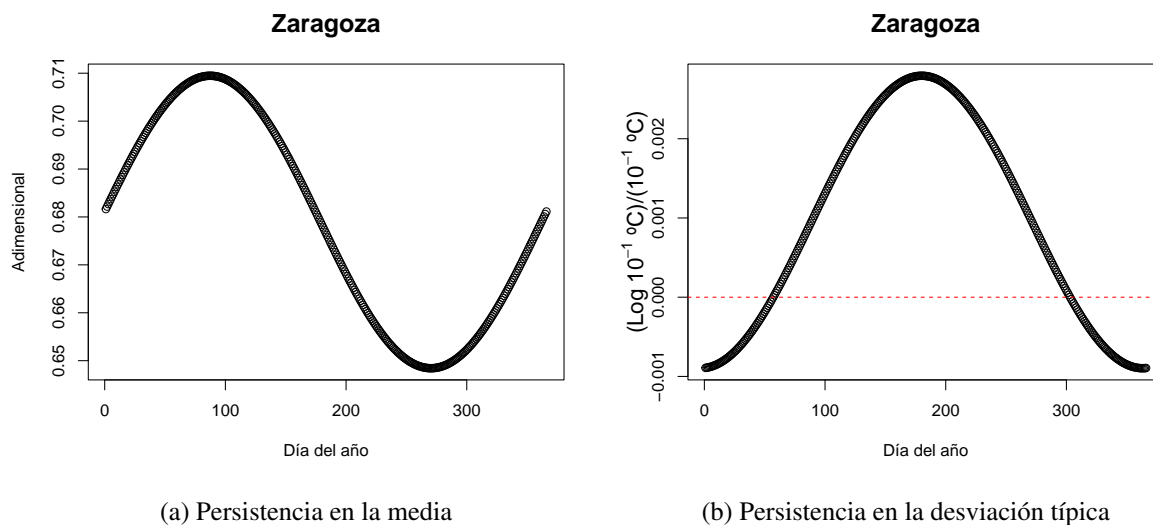 Zaragoza
0.71
0.70
0.69
0.68
0.67
0.66
0.65
Adimensional
0
100
200
300
Día del año
(a) Persistencia en la media
Zaragoza
0.002
0.001
0.000
−0.001
(Log 10⁻¹ ºC)/(10⁻¹ ºC)
0
100
200
300
Día del año
(b) Persistencia en la desviación típica